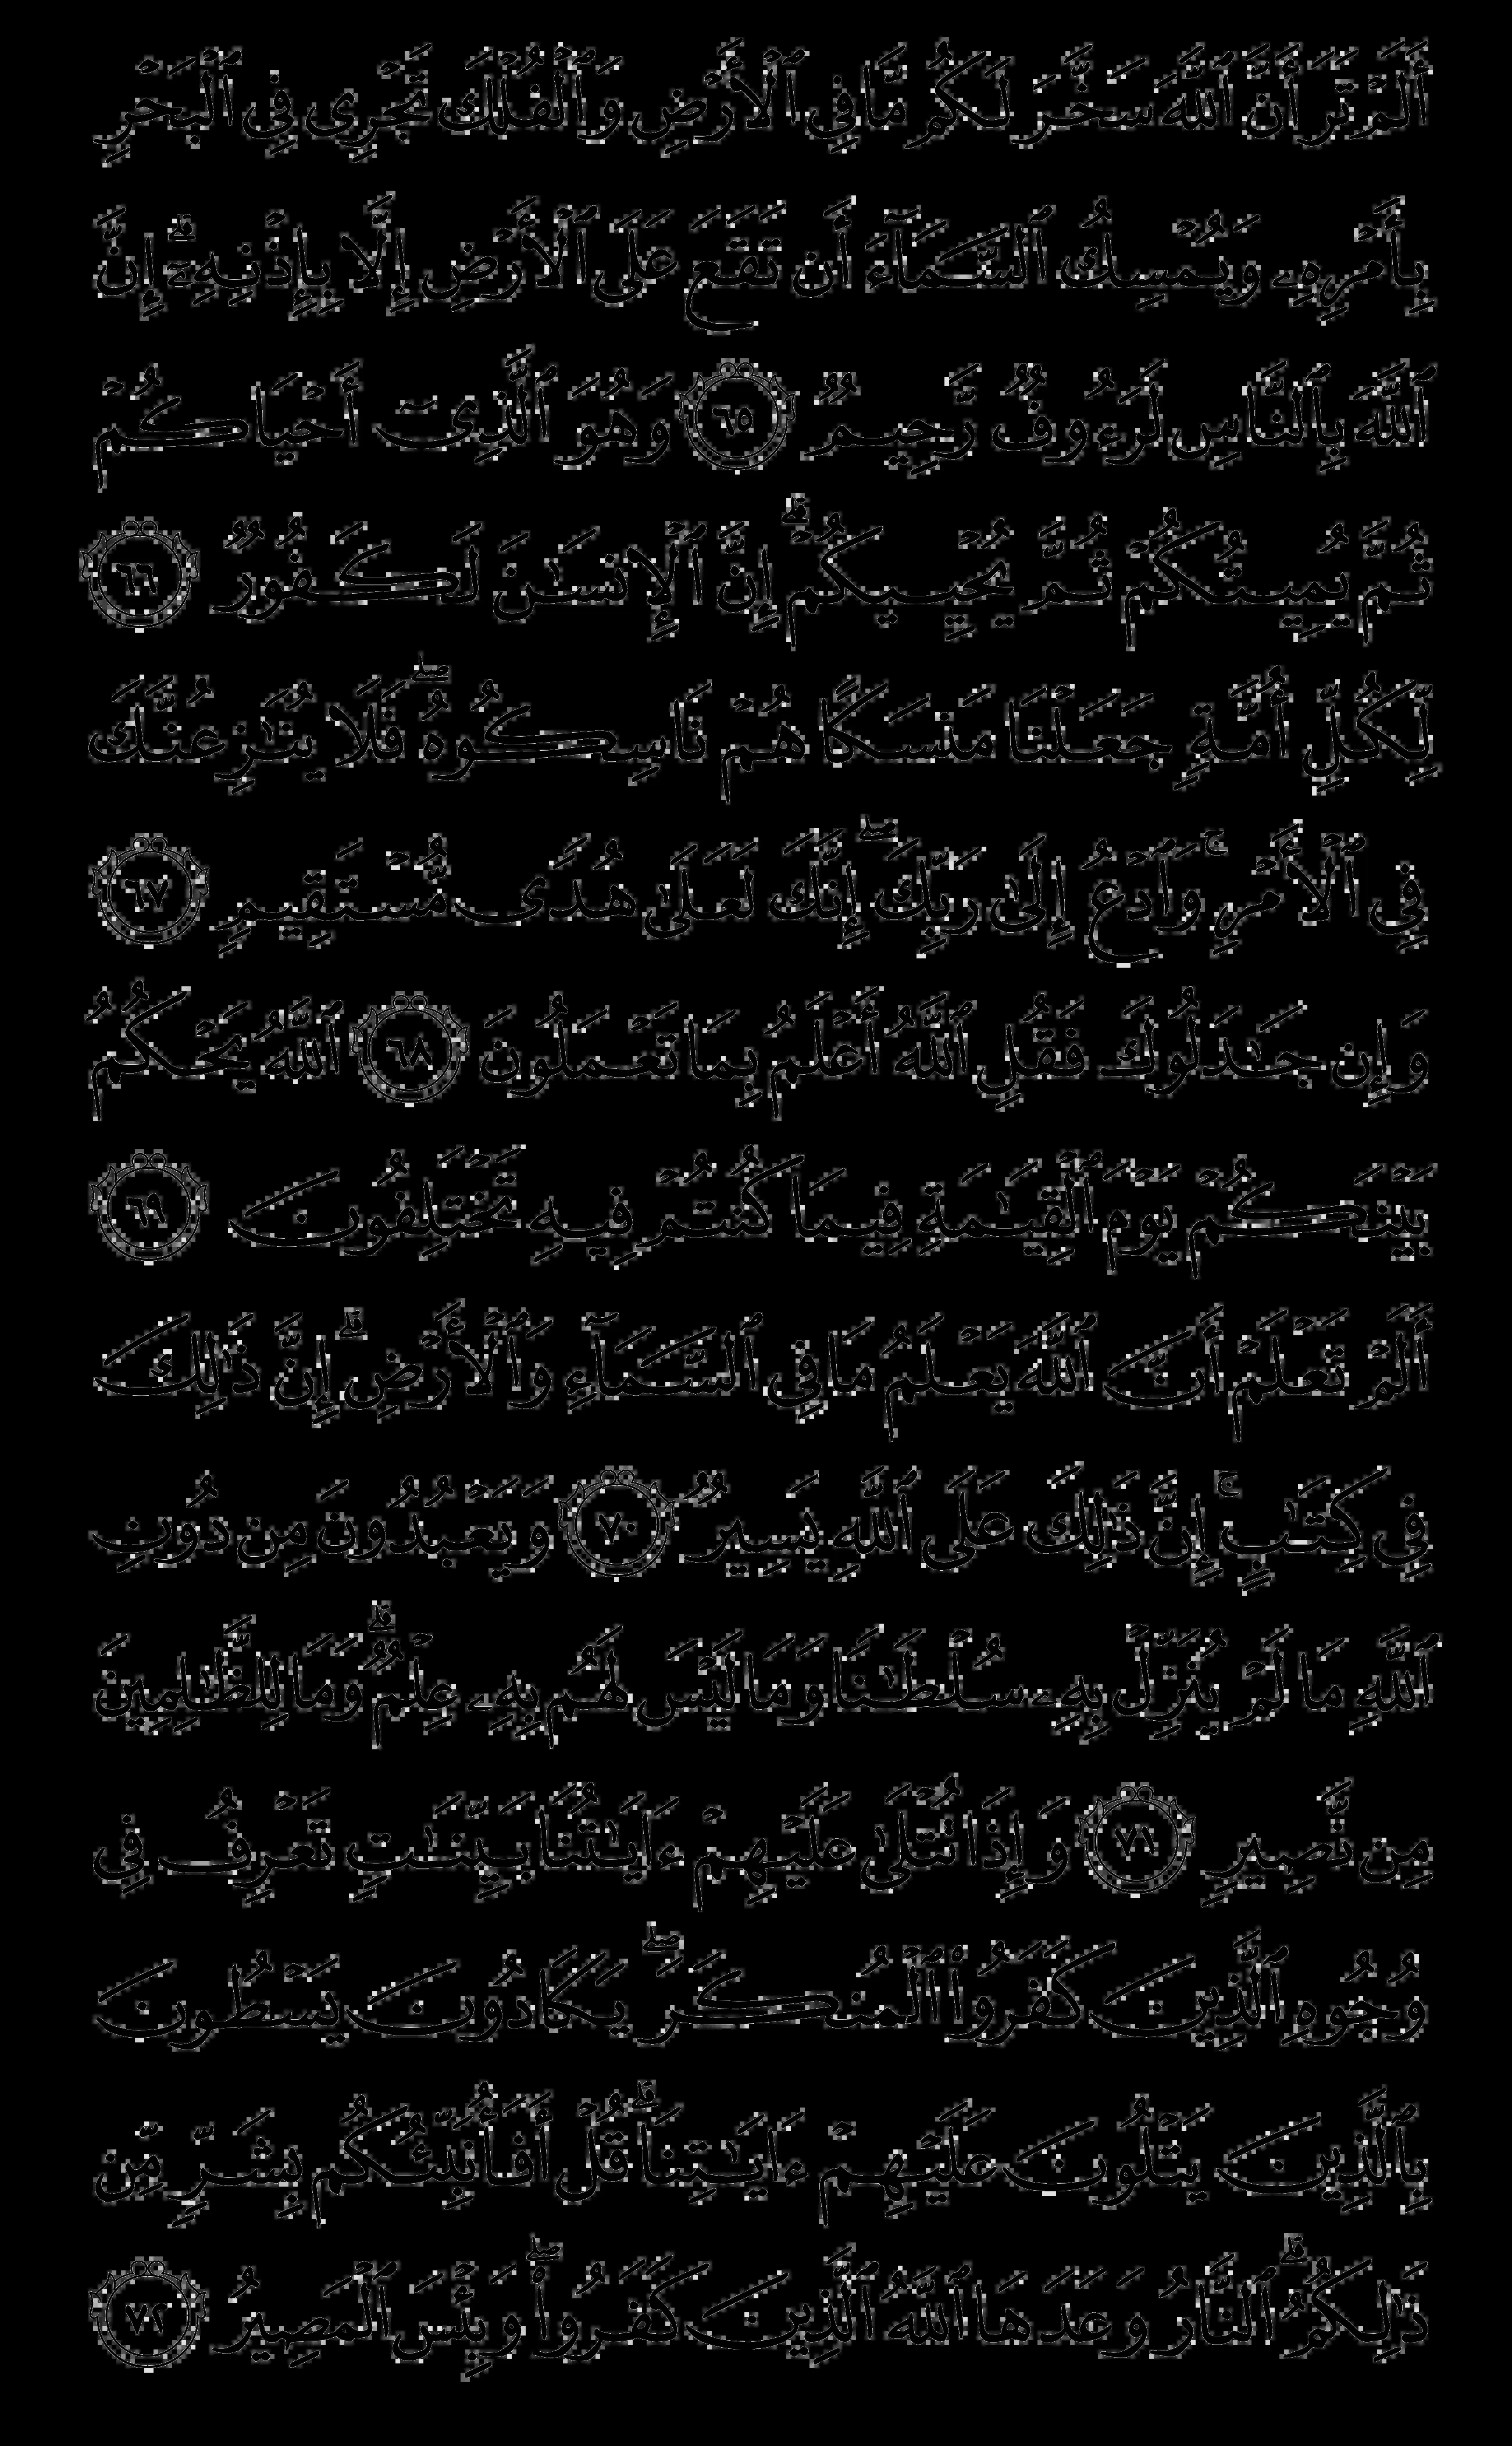 أَلَمْ تَرَ أَنَّ ٱللَّهَ سَخَّرَ لَكُم مَّا فِى ٱلْأَرْضِ وَٱلْفُلْكَ تَجْرِى فِى ٱلْبَحْرِ
بِأَمْرِهِۦ وَيُمْسِكُ ٱلسَّمَآءَ أَن تَقَعَ عَلَى ٱلْأَرْضِ إِلَّا بِإِذْنِهِۦٓ ۗ إِنَّ
ٱللَّهَ بِٱلنَّاسِ لَرَءُوفٌ رَّحِيمٌ ٦٥ وَهُوَ ٱلَّذِىٓ أَحْيَاكُمْ
ثُمَّ يُمِيتُكُمْ ثُمَّ يُحْيِيكُمْ ۗ إِنَّ ٱلْإِنسَـٰنَ لَكَفُورٌ ٦٦
لِّكُلِّ أُمَّةٍ جَعَلْنَا مَنسَكًا هُمْ نَاسِكُوهُ ۖ فَلَا يُنَـٰزِعُنَّكَ
فِى ٱلْأَمْرِ ۚ وَٱدْعُ إِلَىٰ رَبِّكَ ۖ إِنَّكَ لَعَلَىٰ هُدًى مُّسْتَقِيمٍ ٦٧
وَإِن جَـٰدَلُوكَ فَقُلِ ٱللَّهُ أَعْلَمُ بِمَا تَعْمَلُونَ ٦٨ ٱللَّهُ يَحْكُمُ
بَيْنَكُمْ يَوْمَ ٱلْقِيَـٰمَةِ فِيمَا كُنتُمْ فِيهِ تَخْتَلِفُونَ ٦٩
أَلَمْ تَعْلَمْ أَنَّ ٱللَّهَ يَعْلَمُ مَا فِى ٱلسَّمَآءِ وَٱلْأَرْضِ ۗ إِنَّ ذَٰلِكَ
فِى كِتَـٰبٍ ۚ إِنَّ ذَٰلِكَ عَلَى ٱللَّهِ يَسِيرٌ ٧٠ وَيَعْبُدُونَ مِن دُونِ
ٱللَّهِ مَا لَمْ يُنَزِّلْ بِهِۦ سُلْطَـٰنًا وَمَا لَيْسَ لَهُم بِهِۦ عِلْمٌ ۗ وَمَا لِلظَّـٰلِمِينَ
مِن نَّصِيرٍ ٧١ وَإِذَا تُتْلَىٰ عَلَيْهِمْ ءَايَـٰتُنَا بَيِّنَـٰتٍ تَعْرِفُ فِى
وُجُوهِ ٱلَّذِينَ كَفَرُوا۟ ٱلْمُنكَرَ ۖ يَكَادُونَ يَسْطُونَ
بِٱلَّذِينَ يَتْلُونَ عَلَيْهِمْ ءَايَـٰتِنَا ۗ قُلْ أَفَأُنَبِّئُكُم بِشَرٍّ مِّن
ذَٰلِكُمُ ۗ ٱلنَّارُ وَعَدَهَا ٱللَّهُ ٱلَّذِينَ كَفَرُوا۟ ۖ وَبِئْسَ ٱلْمَصِيرُ ٧٢